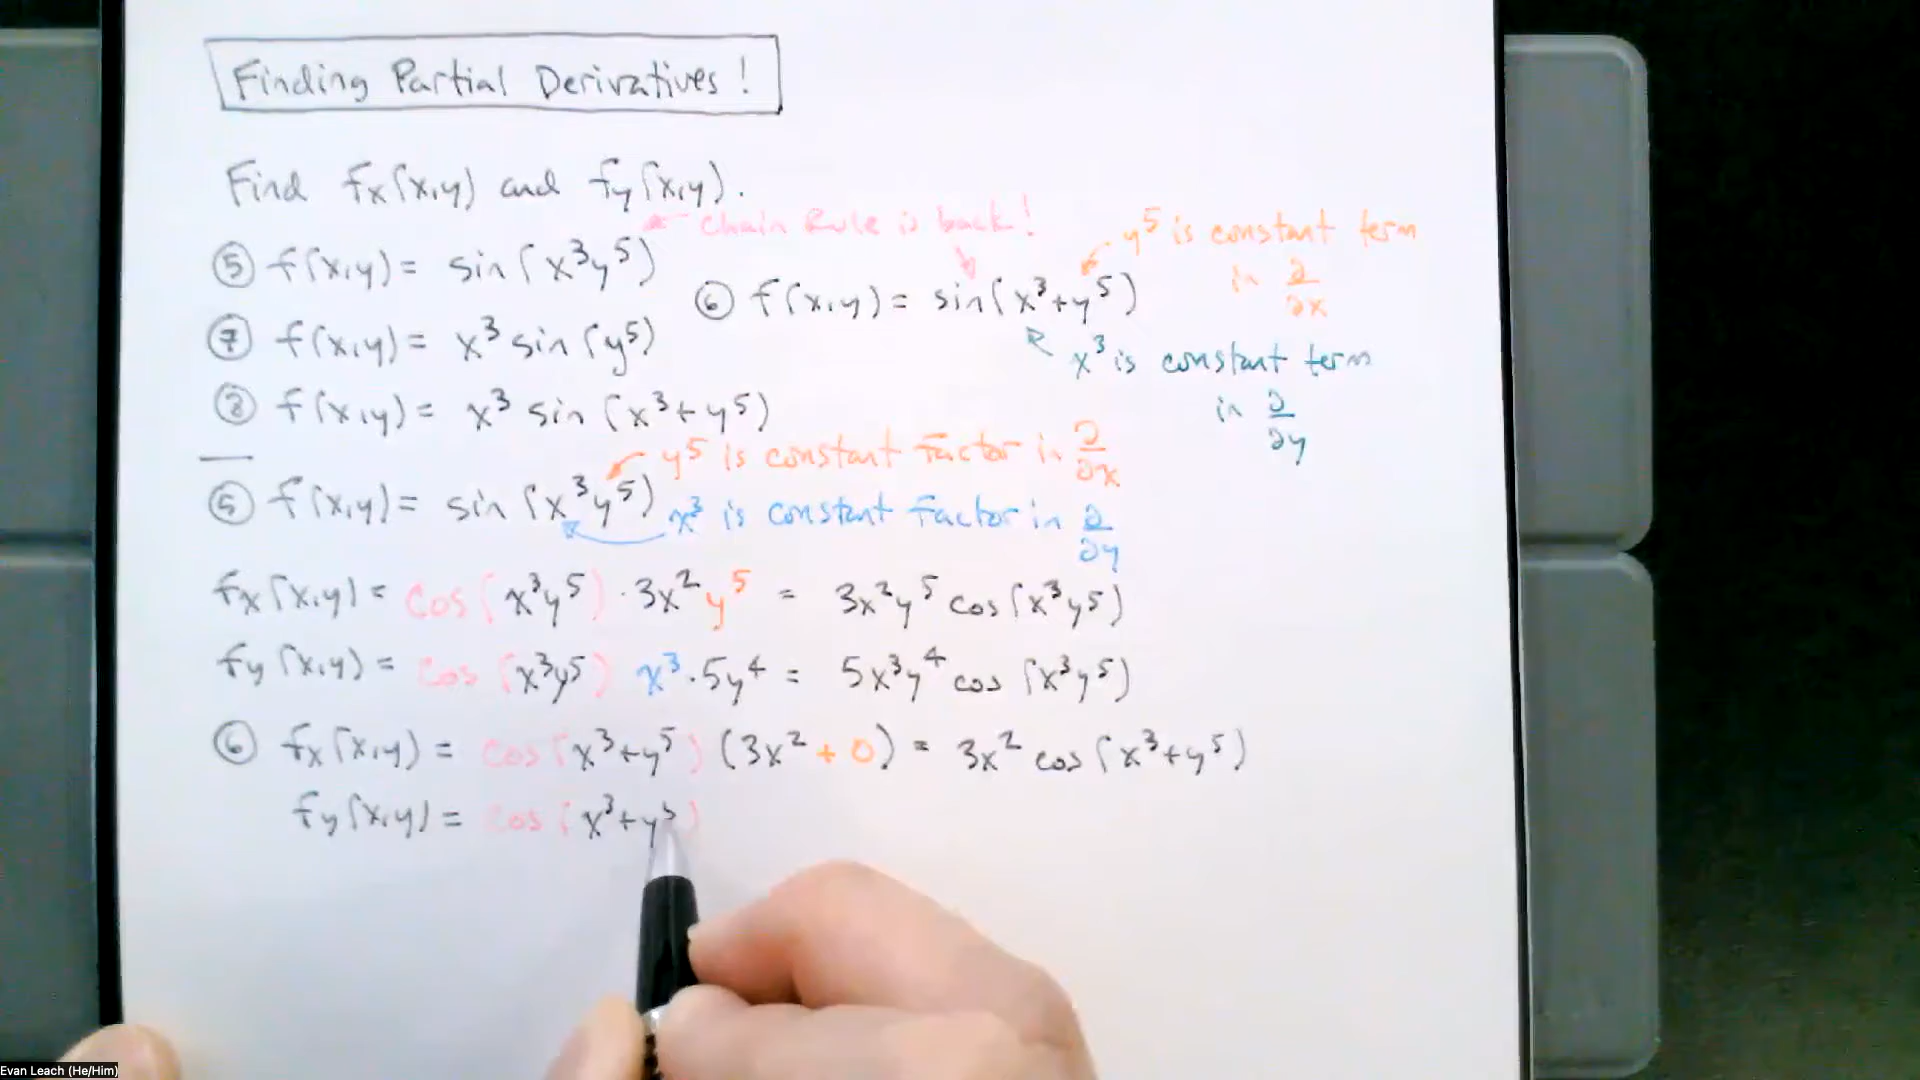 Finding Partial Derivatives!
Find fx(x,y) and fy(x,y).
← Chain Rule is back!
⑤ f(x,y) = sin(x³y⁵)
⑥ f(x,y) = sin(x³+y⁵)
y⁵ is constant term
in ∂/∂x
x³ is constant term
in ∂/∂y
⑦ f(x,y) = x³ sin(y⁵)
⑧ f(x,y) = x³ sin(x³+y⁵)
⑤ f(x,y) = sin(x³y⁵)
y⁵ is constant factor in ∂/∂x
x³ is constant factor in ∂/∂y
fx(x,y) = cos(x³y⁵) · 3x²y⁵ = 3x²y⁵ cos(x³y⁵)
fy(x,y) = cos(x³y⁵) x³ · 5y⁴ = 5x³y⁴ cos(x³y⁵)
⑥ fx(x,y) = cos(x³+y⁵) (3x² + 0) = 3x² cos(x³+y⁵)
fy(x,y) = cos(x³+y⁵)
Evan Leach (He/Him)